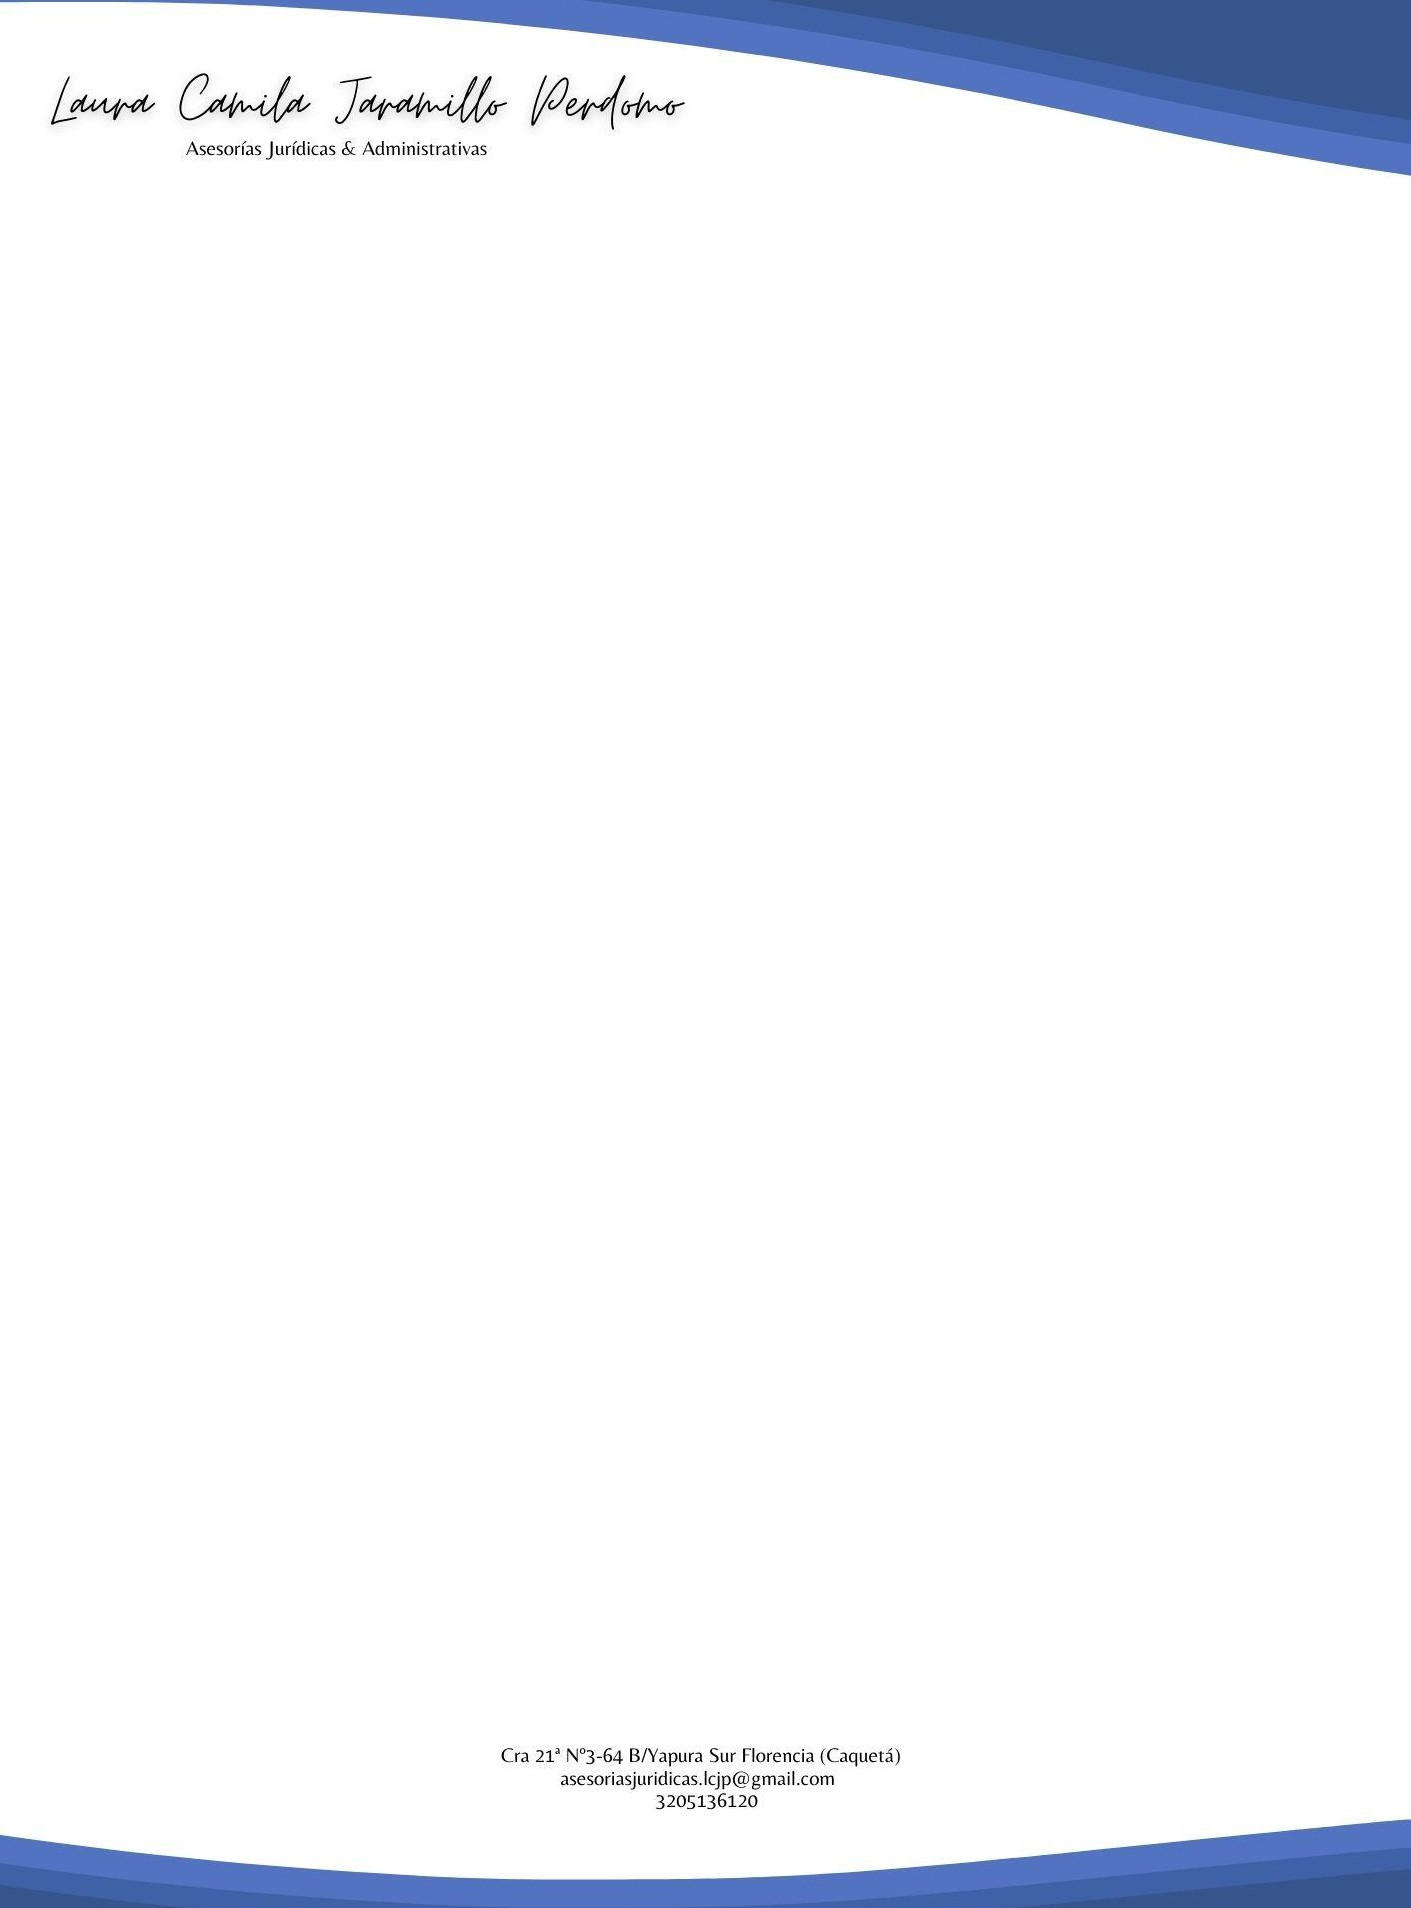 Laura Camila Jaramillo Perdomo
Asesorías Jurídicas & Administrativas
Cra 21ª Nº3-64 B/Yapura Sur Florencia (Caquetá)
asesoriasjuridicas.lcjp@gmail.com
3205136120